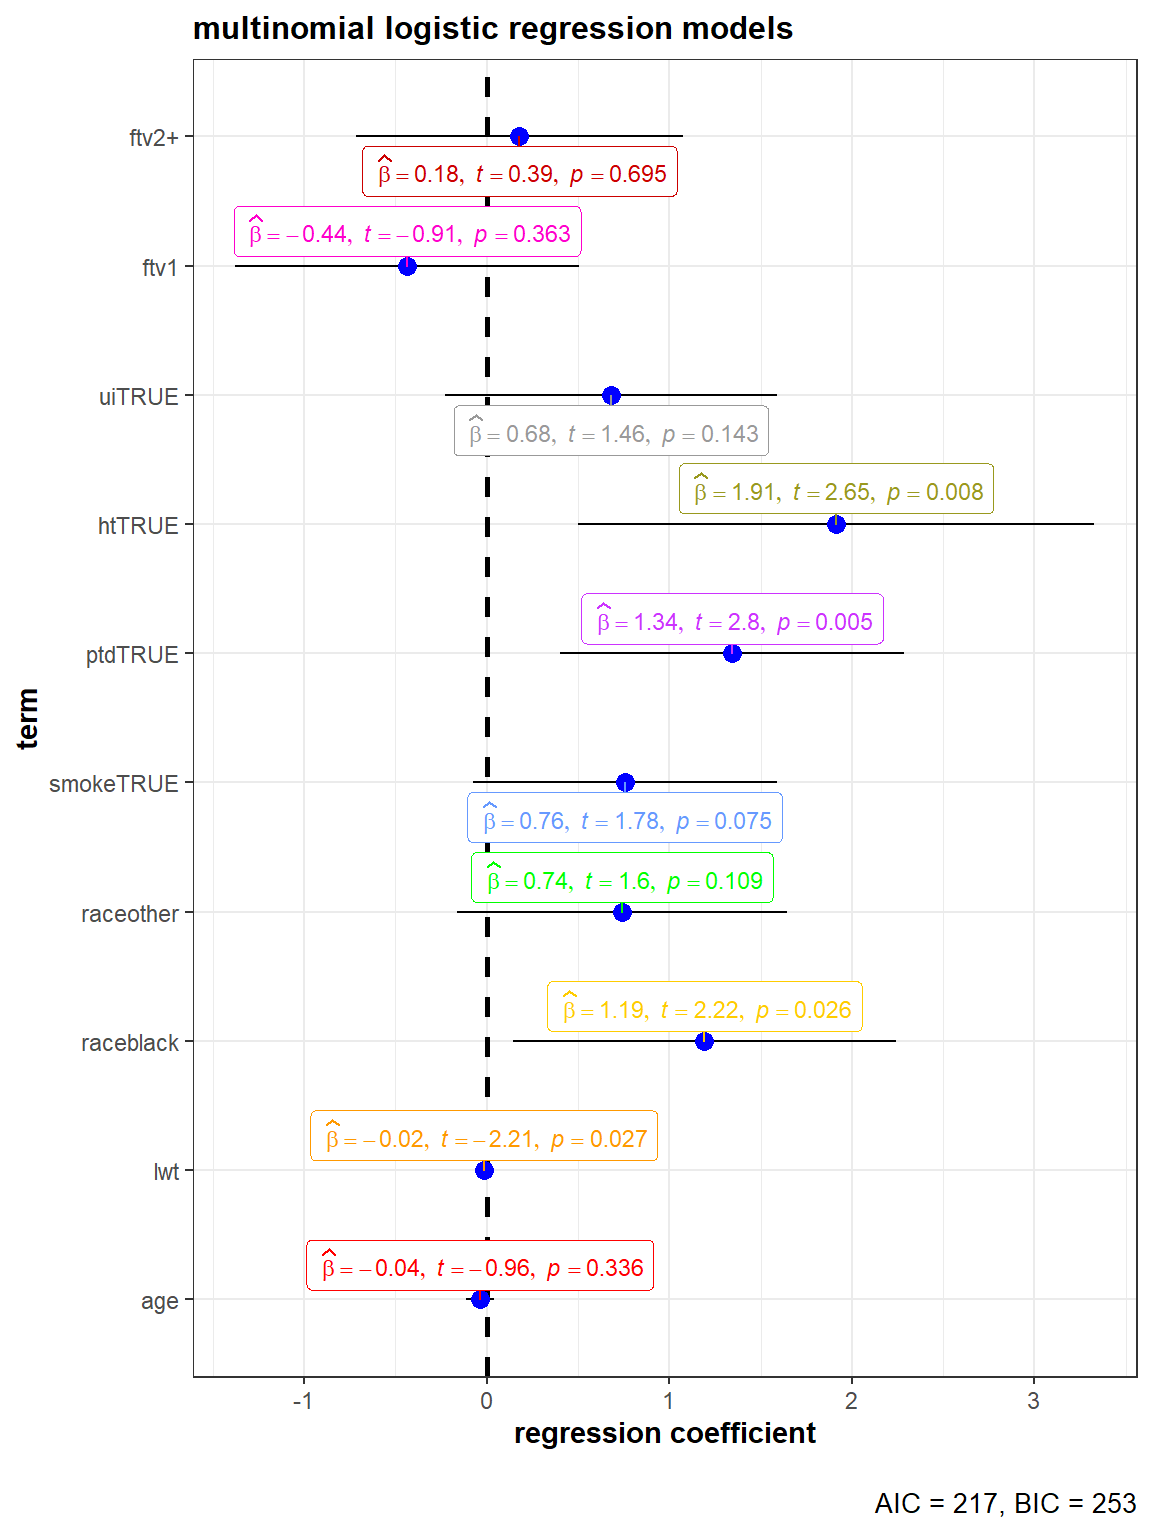 multinomial logistic regression models
ftv2+
β̂ = 0.18, t = 0.39, p = 0.695
β̂ = −0.44, t = −0.91, p = 0.363
ftv1
uiTRUE
β̂ = 0.68, t = 1.46, p = 0.143
β̂ = 1.91, t = 2.65, p = 0.008
htTRUE
β̂ = 1.34, t = 2.8, p = 0.005
ptdTRUE
term
smokeTRUE
β̂ = 0.76, t = 1.78, p = 0.075
β̂ = 0.74, t = 1.6, p = 0.109
raceother
β̂ = 1.19, t = 2.22, p = 0.026
raceblack
β̂ = −0.02, t = −2.21, p = 0.027
lwt
β̂ = −0.04, t = −0.96, p = 0.336
age
-1 0 1 2 3
regression coefficient
AIC = 217, BIC = 253